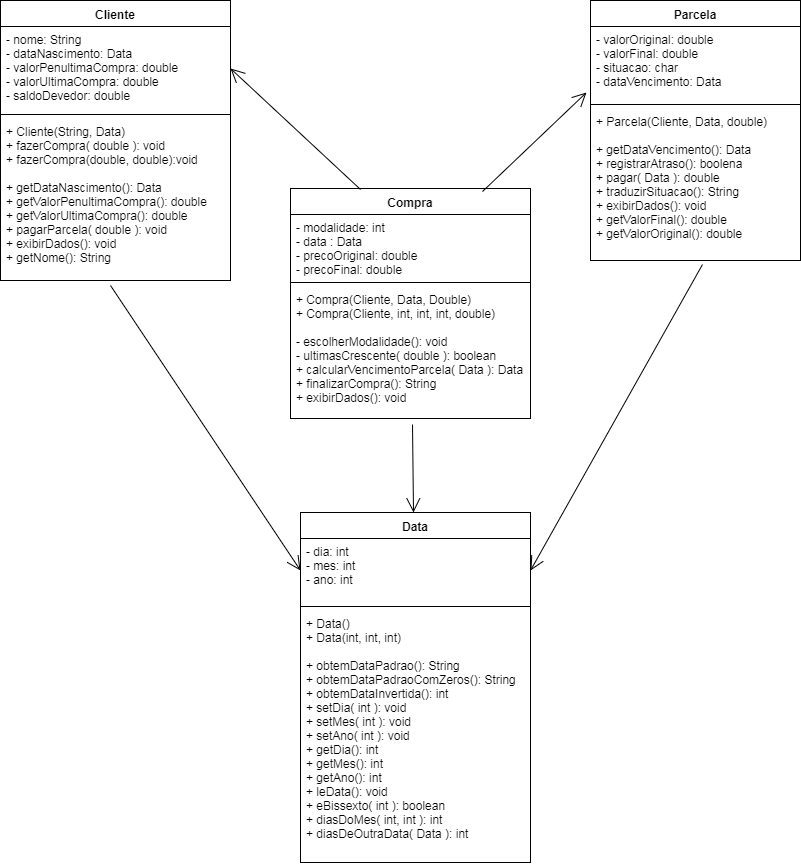 Cliente
- nome: String
- dataNascimento: Data
- valorPenultimaCompra: double
- valorUltimaCompra: double
- saldoDevedor: double
+ Cliente(String, Data)
+ fazerCompra( double ): void
+ fazerCompra(double, double):void
+ getDataNascimento(): Data
+ getValorPenultimaCompra(): double
+ getValorUltimaCompra(): double
+ pagarParcela( double ): void
+ exibirDados(): void
+ getNome(): String
Parcela
- valorOriginal: double
- valorFinal: double
- situacao: char
- dataVencimento: Data
+ Parcela(Cliente, Data, double)
+ getDataVencimento(): Data
+ registrarAtraso(): boolena
+ pagar( Data ): double
+ traduzirSituacao(): String
+ exibirDados(): void
+ getValorFinal(): double
+ getValorOriginal(): double
Compra
- modalidade: int
- data : Data
- precoOriginal: double
- precoFinal: double
+ Compra(Cliente, Data, Double)
+ Compra(Cliente, int, int, int, double)
- escolherModalidade(): void
- ultimasCrescente( double ): boolean
+ calcularVencimentoParcela( Data ): Data
+ finalizarCompra(): String
+ exibirDados(): void
Data
- dia: int
- mes: int
- ano: int
+ Data()
+ Data(int, int, int)
+ obtemDataPadrao(): String
+ obtemDataPadraoComZeros(): String
+ obtemDataInvertida(): int
+ setDia( int ): void
+ setMes( int ): void
+ setAno( int ): void
+ getDia(): int
+ getMes(): int
+ getAno(): int
+ leData(): void
+ eBissexto( int ): boolean
+ diasDoMes( int, int ): int
+ diasDeOutraData( Data ): int